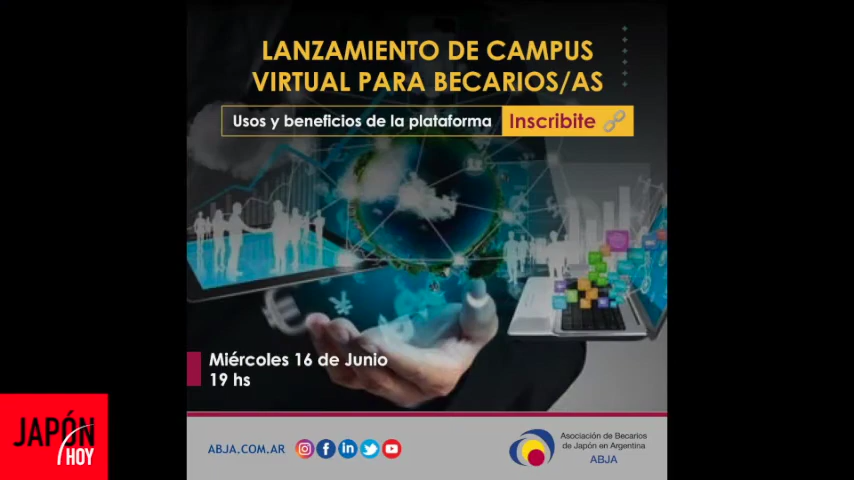 LANZAMIENTO DE CAMPUS
VIRTUAL PARA BECARIOS/AS
Usos y beneficios de la plataforma
Inscribite
Miércoles 16 de Junio
19 hs
ABJA.COM.AR
Asociación de Becarios
de Japón en Argentina
ABJA
JAPÓN
HOY